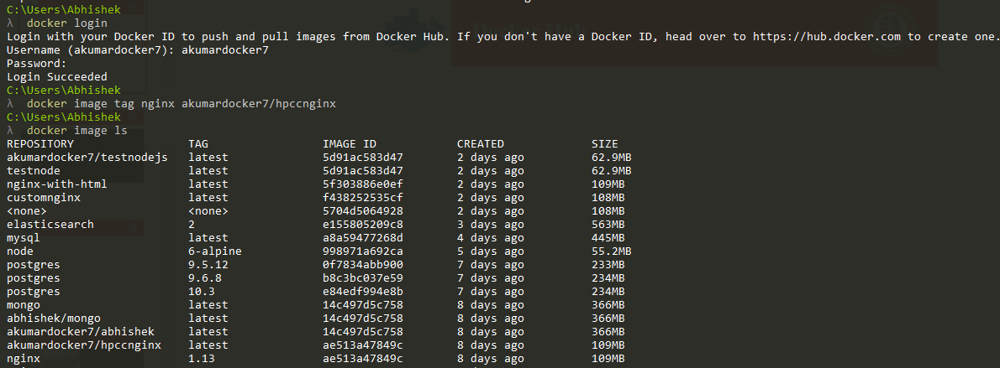 C:\Users\Abhishek
λ docker login
Login with your Docker ID to push and pull images from Docker Hub. If you don't have a Docker ID, head over to https://hub.docker.com to create one.
Username (akumardocker7): akumardocker7
Password:
Login Succeeded
C:\Users\Abhishek
λ docker image tag nginx akumardocker7/hpccnginx
C:\Users\Abhishek
λ docker image ls
REPOSITORY TAG IMAGE ID CREATED SIZE
akumardocker7/testnodejs latest 5d91ac583d47 2 days ago 62.9MB
testnode latest 5d91ac583d47 2 days ago 62.9MB
nginx-with-html latest 5f303886e0ef 2 days ago 109MB
customnginx latest f438252535cf 2 days ago 108MB
<none> <none> 5704d5064928 2 days ago 108MB
elasticsearch 2 e155805209c8 3 days ago 563MB
mysql latest a8a59477268d 4 days ago 445MB
node 6-alpine 998971a692ca 5 days ago 55.2MB
postgres 9.5.12 0f7834abb900 7 days ago 233MB
postgres 9.6.8 b8c3bc037e59 7 days ago 234MB
postgres 10.3 e84edf994e8b 7 days ago 234MB
mongo latest 14c497d5c758 8 days ago 366MB
abhishek/mongo latest 14c497d5c758 8 days ago 366MB
akumardocker7/abhishek latest 14c497d5c758 8 days ago 366MB
akumardocker7/hpccnginx latest ae513a47849c 8 days ago 109MB
nginx 1.13 ae513a47849c 8 days ago 109MB